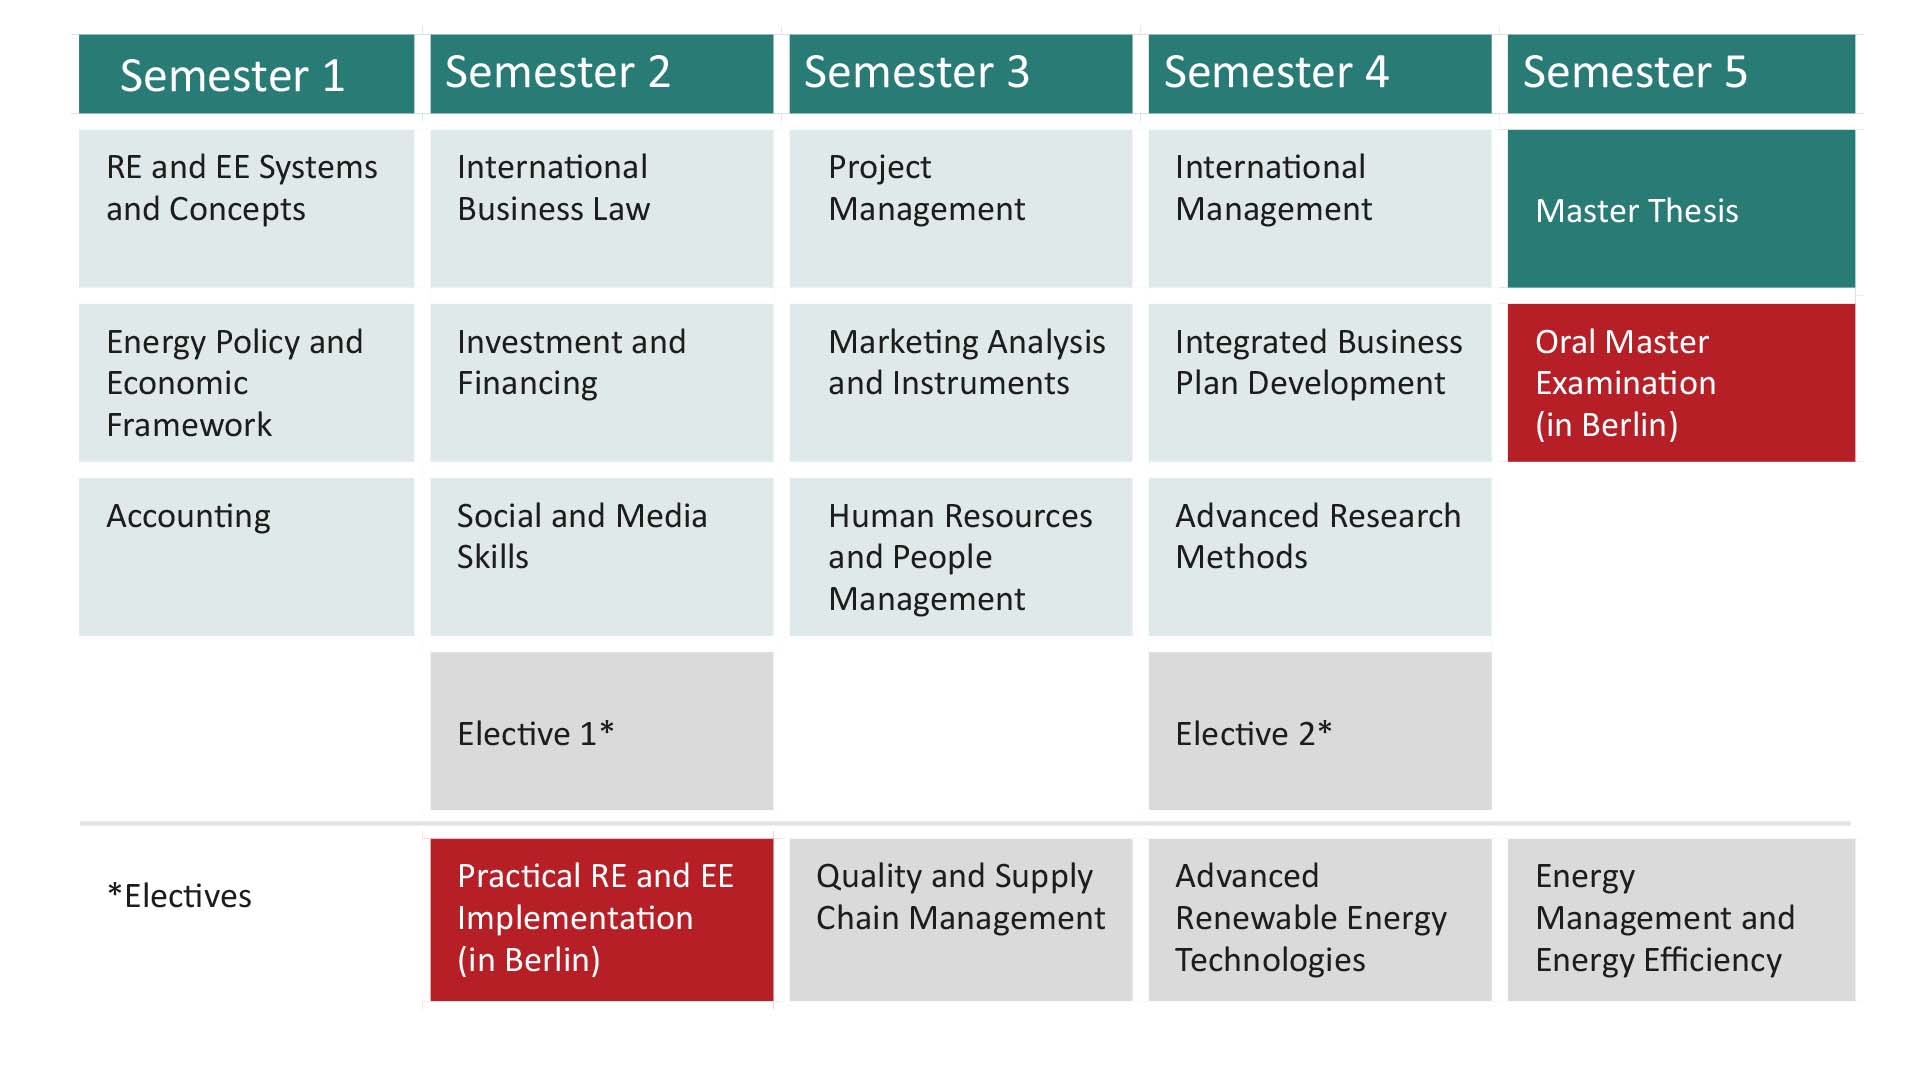 Semester 1
Semester 2
Semester 3
Semester 4
Semester 5
RE and EE Systems
and Concepts
International
Business Law
Project
Management
International
Management
Master Thesis
Energy Policy and
Economic
Framework
Investment and
Financing
Marketing Analysis
and Instruments
Integrated Business
Plan Development
Oral Master
Examination
(in Berlin)
Accounting
Social and Media
Skills
Human Resources
and People
Management
Advanced Research
Methods
Elective 1*
Elective 2*
*Electives
Practical RE and EE
Implementation
(in Berlin)
Quality and Supply
Chain Management
Advanced
Renewable Energy
Technologies
Energy
Management and
Energy Efficiency